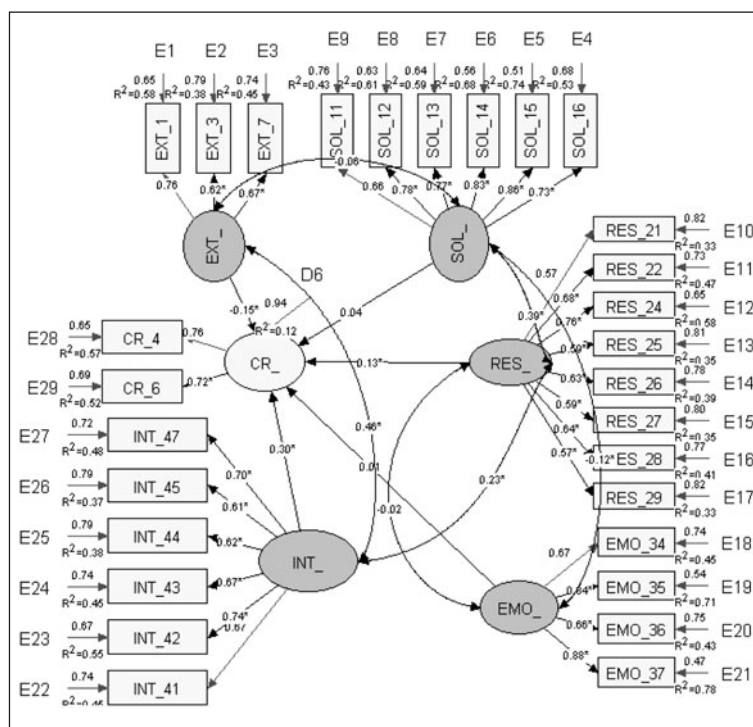 E1 E2 E3 E9 E8 E7 E6 E5 E4
0.65 0.79 0.74 0.76 0.63 0.64 0.56 0.51 0.68
R²=0.58 R²=0.38 R²=0.45 R²=0.43 R²=0.61 R²=0.59 R²=0.68 R²=0.74 R²=0.53
EXT_1 EXT_3 EXT_7 SOL_11 SOL_12 SOL_13 SOL_14 SOL_15 SOL_16
-0.06
0.76 0.62* 0.67* 0.66 0.78* 0.77* 0.83* 0.86* 0.73*
EXT_ SOL_
0.82
RES_21 E10
R²=0.33
0.73
RES_22 E11
R²=0.47
0.65
RES_24 E12
R²=0.58
0.81
RES_25 E13
R²=0.35
0.78
RES_26 E14
R²=0.39
0.80
RES_27 E15
R²=0.35
0.77
ES_28 E16
R²=0.41
0.82
RES_29 E17
R²=0.33
0.57
0.68*
0.76*
0.59*
0.63*
0.59*
0.64*
0.57*
-0.12*
0.39*
RES_
D6
-0.15* 0.94
0.04
R²=0.12
CR_
0.13*
0.65
E28 CR_4 0.76
R²=0.57
0.69
E29 CR_6 0.72*
R²=0.52
0.46*
0.30*
0.01
0.23*
-0.02
0.72
E27 INT_47 0.70*
R²=0.48
0.79
E26 INT_45 0.61*
R²=0.37
0.79
E25 INT_44 0.62*
R²=0.38
0.74
E24 INT_43 0.67*
R²=0.45
0.67
E23 INT_42 0.74*
R²=0.55
0.67
0.74
E22 INT_41
INT_
EMO_
0.67
0.74
EMO_34 E18
R²=0.45
0.54
0.84* EMO_35 E19
R²=0.71
0.75
0.66* EMO_36 E20
R²=0.43
0.47
0.88* EMO_37 E21
R²=0.78